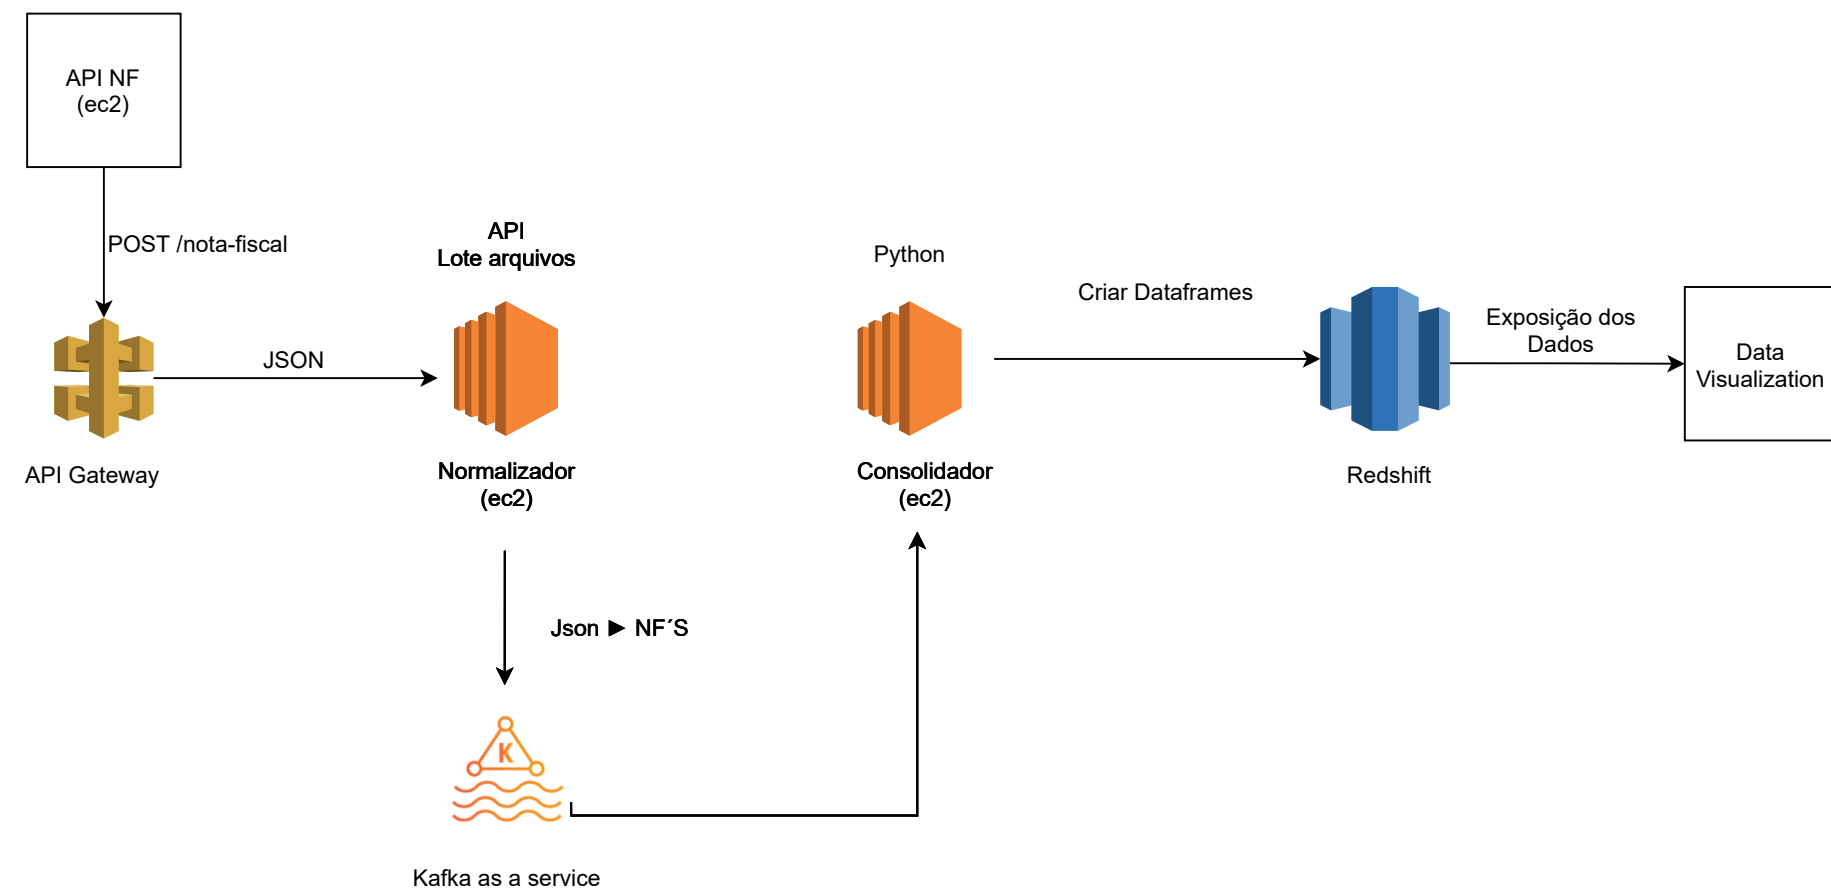 API NF
(ec2)
POST /nota-fiscal
API
Lote arquivos
Python
Criar Dataframes
Exposição dos
Dados
Data
Visualization
JSON
API Gateway
Normalizador
(ec2)
Consolidador
(ec2)
Redshift
Json ► NF´S
K
Kafka as a service